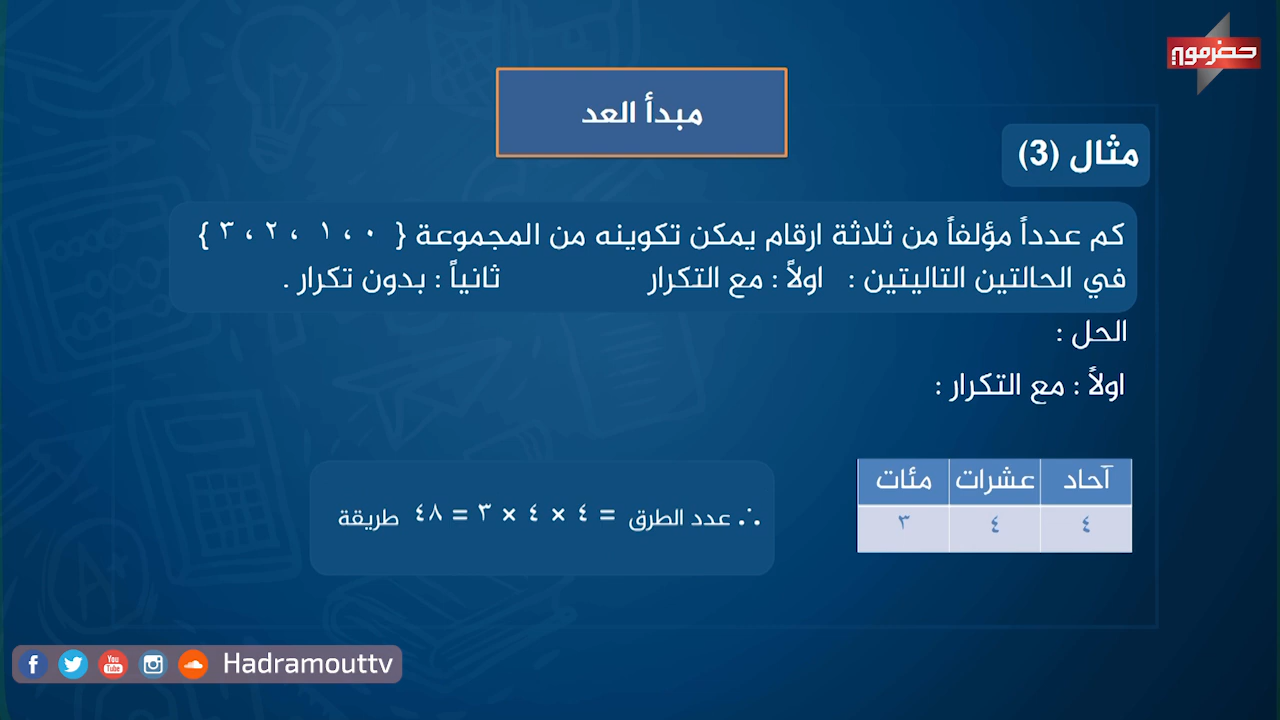 حضرموت
مبدأ العد
مثال (3)
كم عدداً مؤلفاً من ثلاثة ارقام يمكن تكوينه من المجموعة { ٠ ، ١ ، ٢ ، ٣ }
في الحالتين التاليتين : اولاً : مع التكرار ثانياً : بدون تكرار .
الحل :
اولاً : مع التكرار :
آحاد عشرات مئات
٤ ٤ ٣
∴ عدد الطرق = ٤ × ٤ × ٣ = ٤٨ طريقة
Hadramouttv